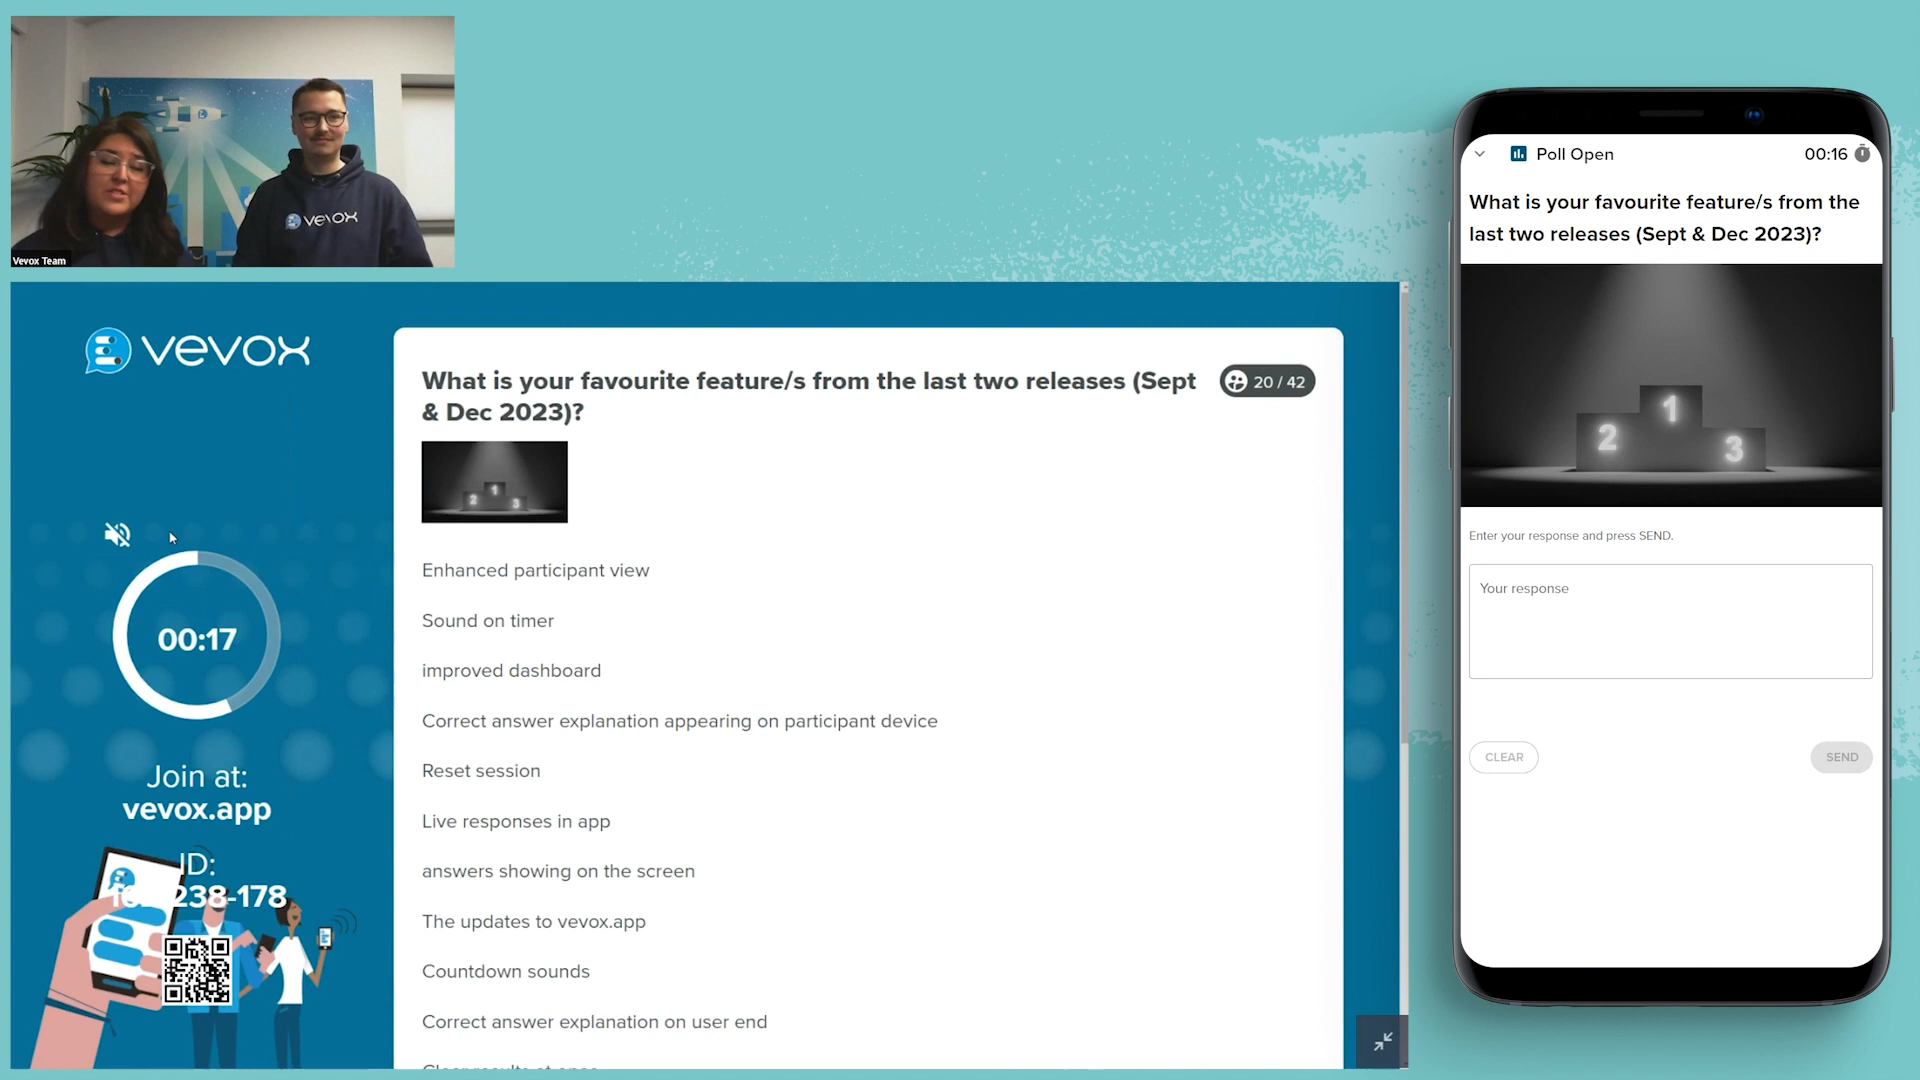 vevox
Vevox Team
vevox
What is your favourite feature/s from the last two releases (Sept
& Dec 2023)?
20 / 42
2
1
3
Enhanced participant view
Sound on timer
improved dashboard
Correct answer explanation appearing on participant device
Reset session
Live responses in app
answers showing on the screen
The updates to vevox.app
Countdown sounds
Correct answer explanation on user end
00:17
Join at:
vevox.app
ID:
238-178
Poll Open
00:16
What is your favourite feature/s from the
last two releases (Sept & Dec 2023)?
2
1
3
Enter your response and press SEND.
Your response
CLEAR
SEND